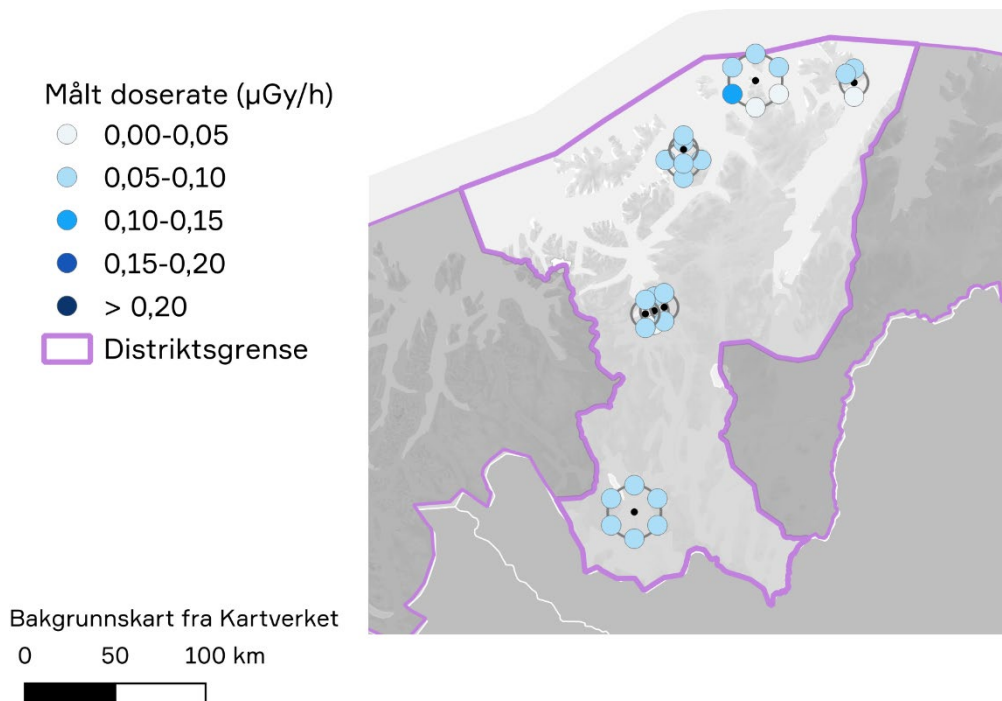 Målt doserate (µGy/h)
0,00-0,05
0,05-0,10
0,10-0,15
0,15-0,20
> 0,20
Distriktsgrense
Bakgrunnskart fra Kartverket
0 50 100 km